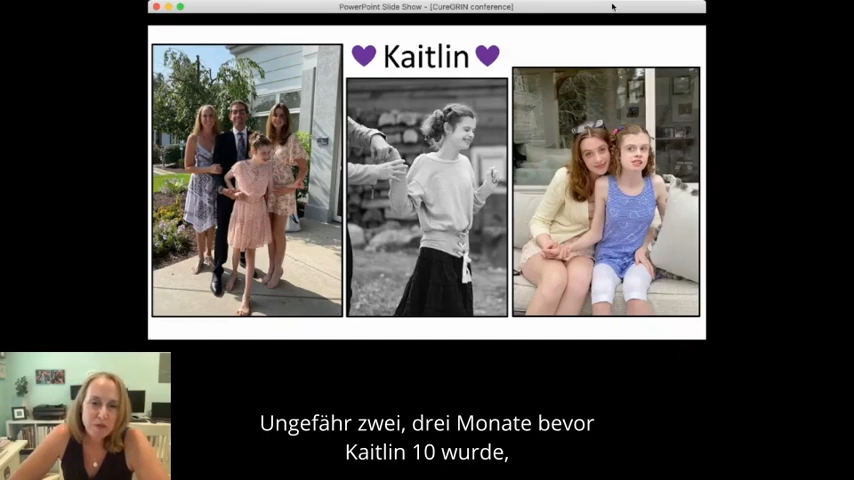 PowerPoint Slide Show - [CureGRIN conference]
Kaitlin
Ungefähr zwei, drei Monate bevor
Kaitlin 10 wurde,